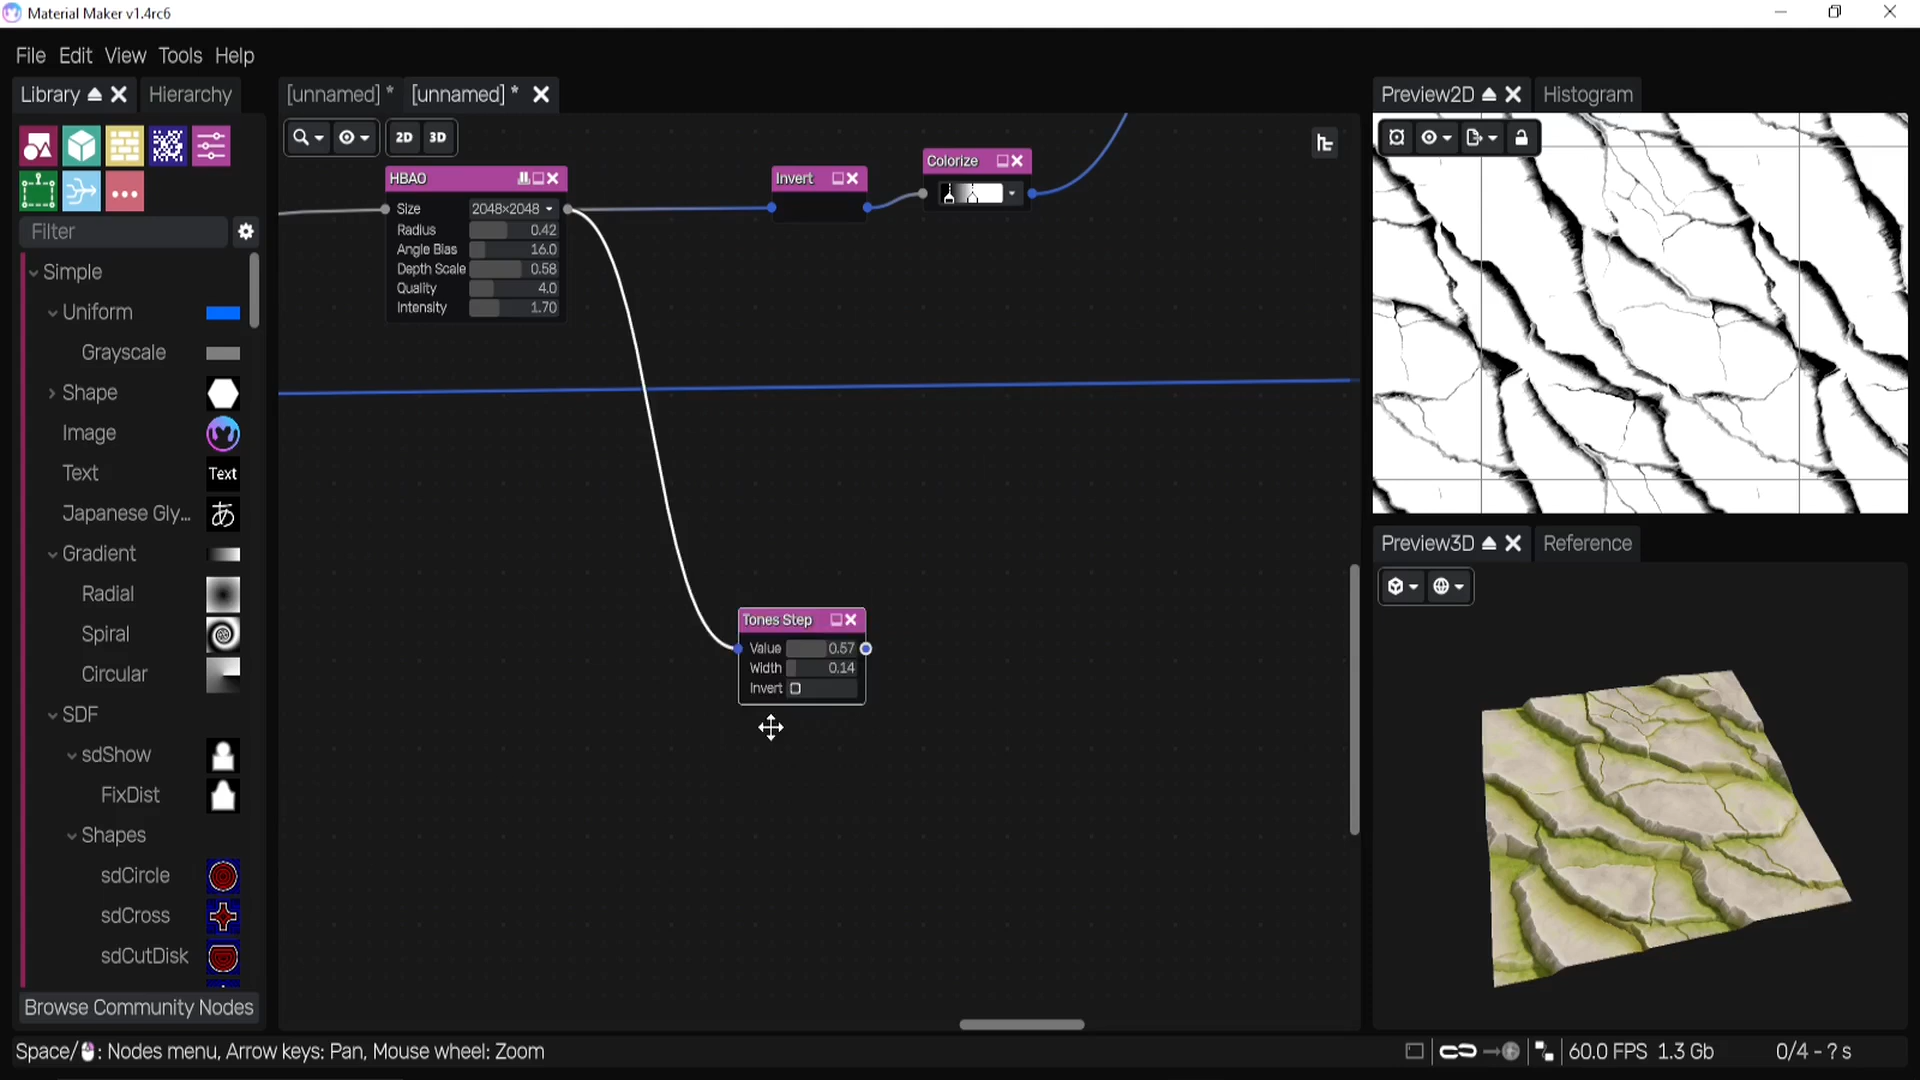 Material Maker v1.4rc6
File Edit View Tools Help
Library Hierarchy
[unnamed] * [unnamed] *
Preview2D Histogram
2D 3D
Filter
Simple
Uniform
Grayscale
Shape
Image
Text Text
Japanese Gly... あ
Gradient
Radial
Spiral
Circular
SDF
sdShow
FixDist
Shapes
sdCircle
sdCross
sdCutDisk
Browse Community Nodes
HBAO
Size 2048×2048
Radius 0.42
Angle Bias 16.0
Depth Scale 0.58
Quality 4.0
Intensity 1.70
Invert
Colorize
Tones Step
Value 0.57
Width 0.14
Invert
Preview3D Reference
Space/ : Nodes menu, Arrow keys: Pan, Mouse wheel: Zoom
60.0 FPS 1.3 Gb 0/4 - ? s